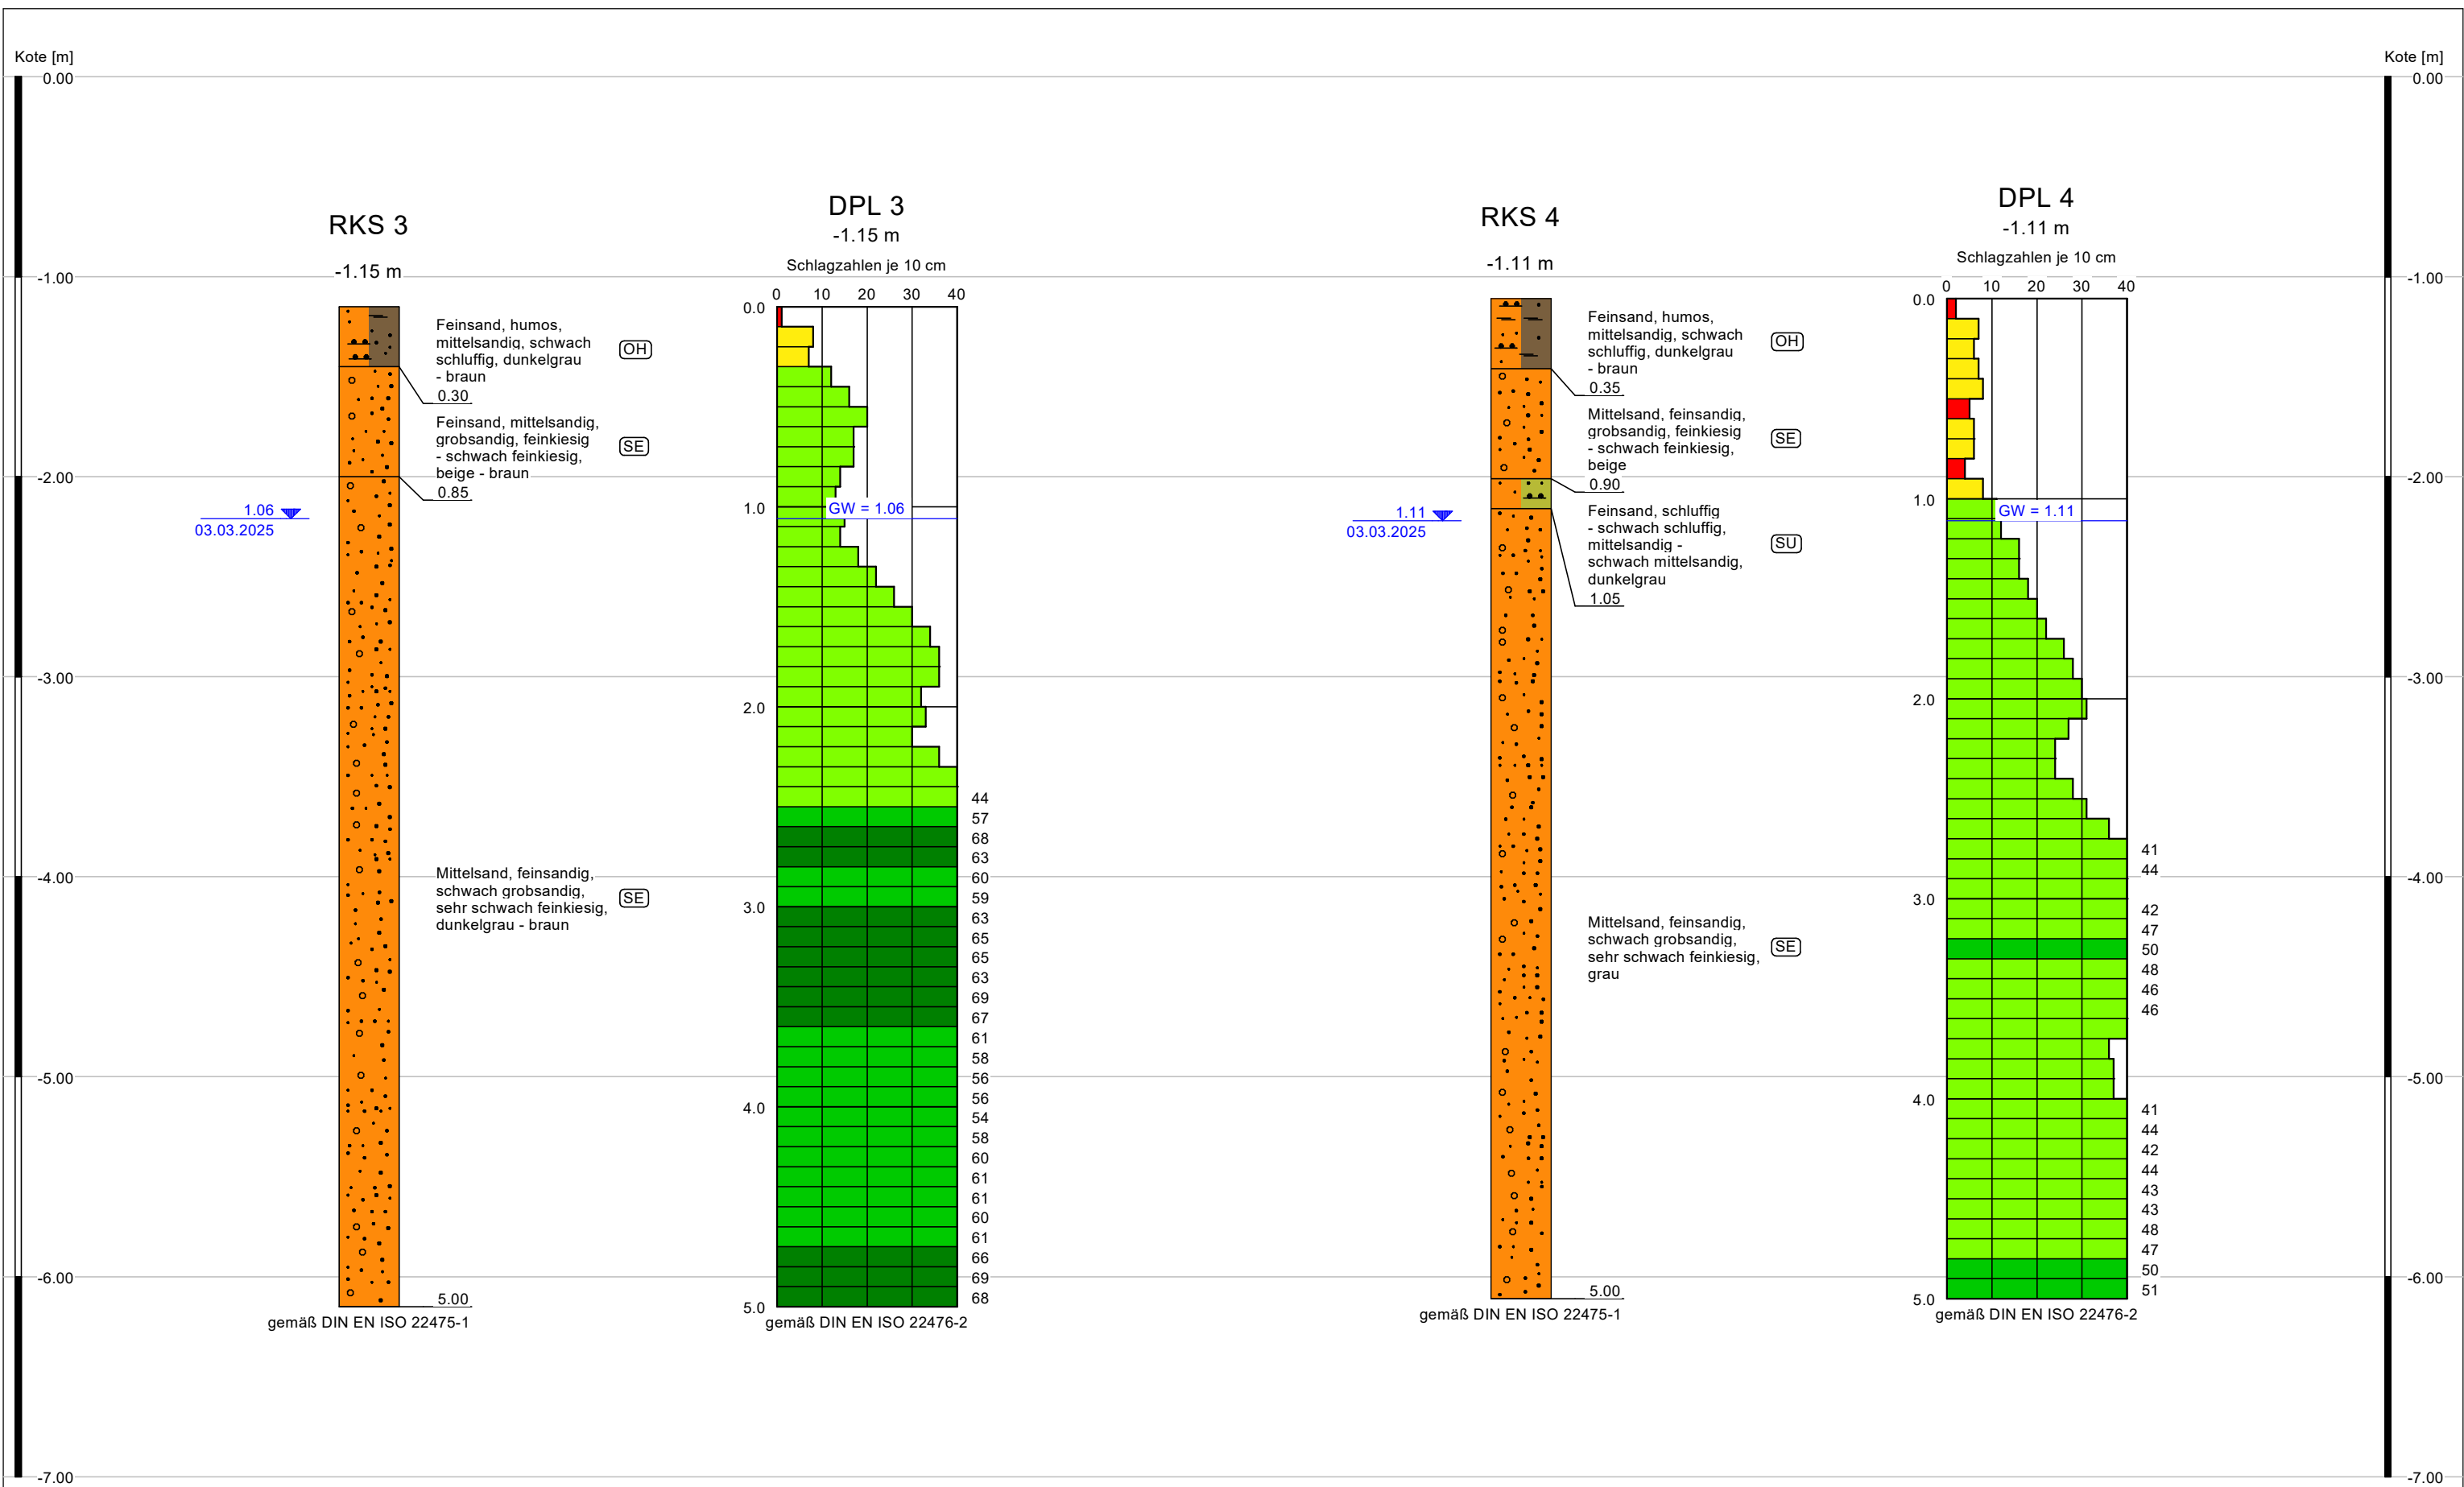 Kote [m]
0.00
-1.00
-2.00
-3.00
-4.00
-5.00
-6.00
-7.00
RKS 3
-1.15 m
Feinsand, humos,
mittelsandig, schwach
schluffig, dunkelgrau
- braun
OH
0.30
Feinsand, mittelsandig,
grobsandig, feinkiesig
- schwach feinkiesig,
beige - braun
SE
0.85
1.06
03.03.2025
Mittelsand, feinsandig,
schwach grobsandig,
sehr schwach feinkiesig,
dunkelgrau - braun
SE
5.00
gemäß DIN EN ISO 22475-1
DPL 3
-1.15 m
Schlagzahlen je 10 cm
0 10 20 30 40
0.0
1.0
GW = 1.06
2.0
3.0
4.0
5.0
44
57
68
63
60
59
63
65
65
63
69
67
61
58
56
56
54
58
60
61
61
60
61
66
69
68
gemäß DIN EN ISO 22476-2
RKS 4
-1.11 m
Feinsand, humos,
mittelsandig, schwach
schluffig, dunkelgrau
- braun
OH
0.35
Mittelsand, feinsandig,
grobsandig, feinkiesig
- schwach feinkiesig,
beige
SE
0.90
1.11
03.03.2025
Feinsand, schluffig
- schwach schluffig,
mittelsandig -
schwach mittelsandig,
dunkelgrau
SU
1.05
Mittelsand, feinsandig,
schwach grobsandig,
sehr schwach feinkiesig,
grau
SE
5.00
gemäß DIN EN ISO 22475-1
DPL 4
-1.11 m
Schlagzahlen je 10 cm
0 10 20 30 40
0.0
1.0
GW = 1.11
2.0
3.0
4.0
5.0
41
44
42
47
50
48
46
46
41
44
42
44
43
43
48
47
50
51
gemäß DIN EN ISO 22476-2
Kote [m]
0.00
-1.00
-2.00
-3.00
-4.00
-5.00
-6.00
-7.00